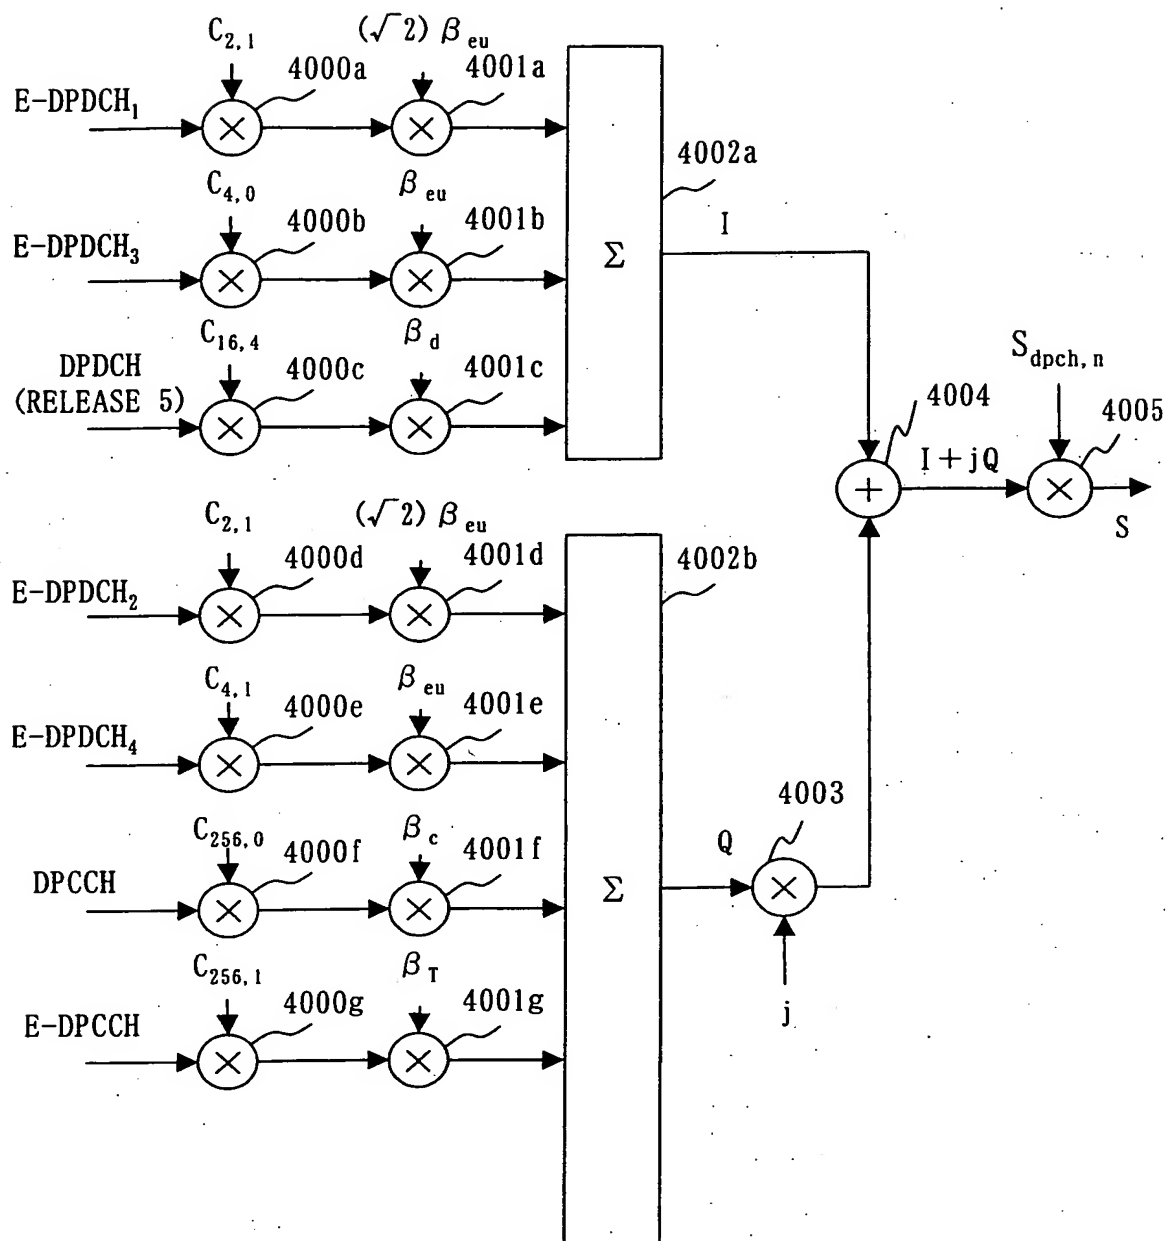 C2,1 (√2) βeu
4000a 4001a
E-DPDCH1
4002a
C4,0 βeu
4000b 4001b
I
E-DPDCH3
Σ
C16,4 βd
DPDCH
(RELEASE 5)
4000c 4001c
Sdpch,n
4004 4005
I+jQ
S
C2,1 (√2) βeu
4000d 4001d 4002b
E-DPDCH2
C4,1 βeu
4000e 4001e
E-DPDCH4
4003
C256,0 βc
4000f 4001f
Q
DPCCH
Σ
C256,1 βT
4000g 4001g
j
E-DPCCH